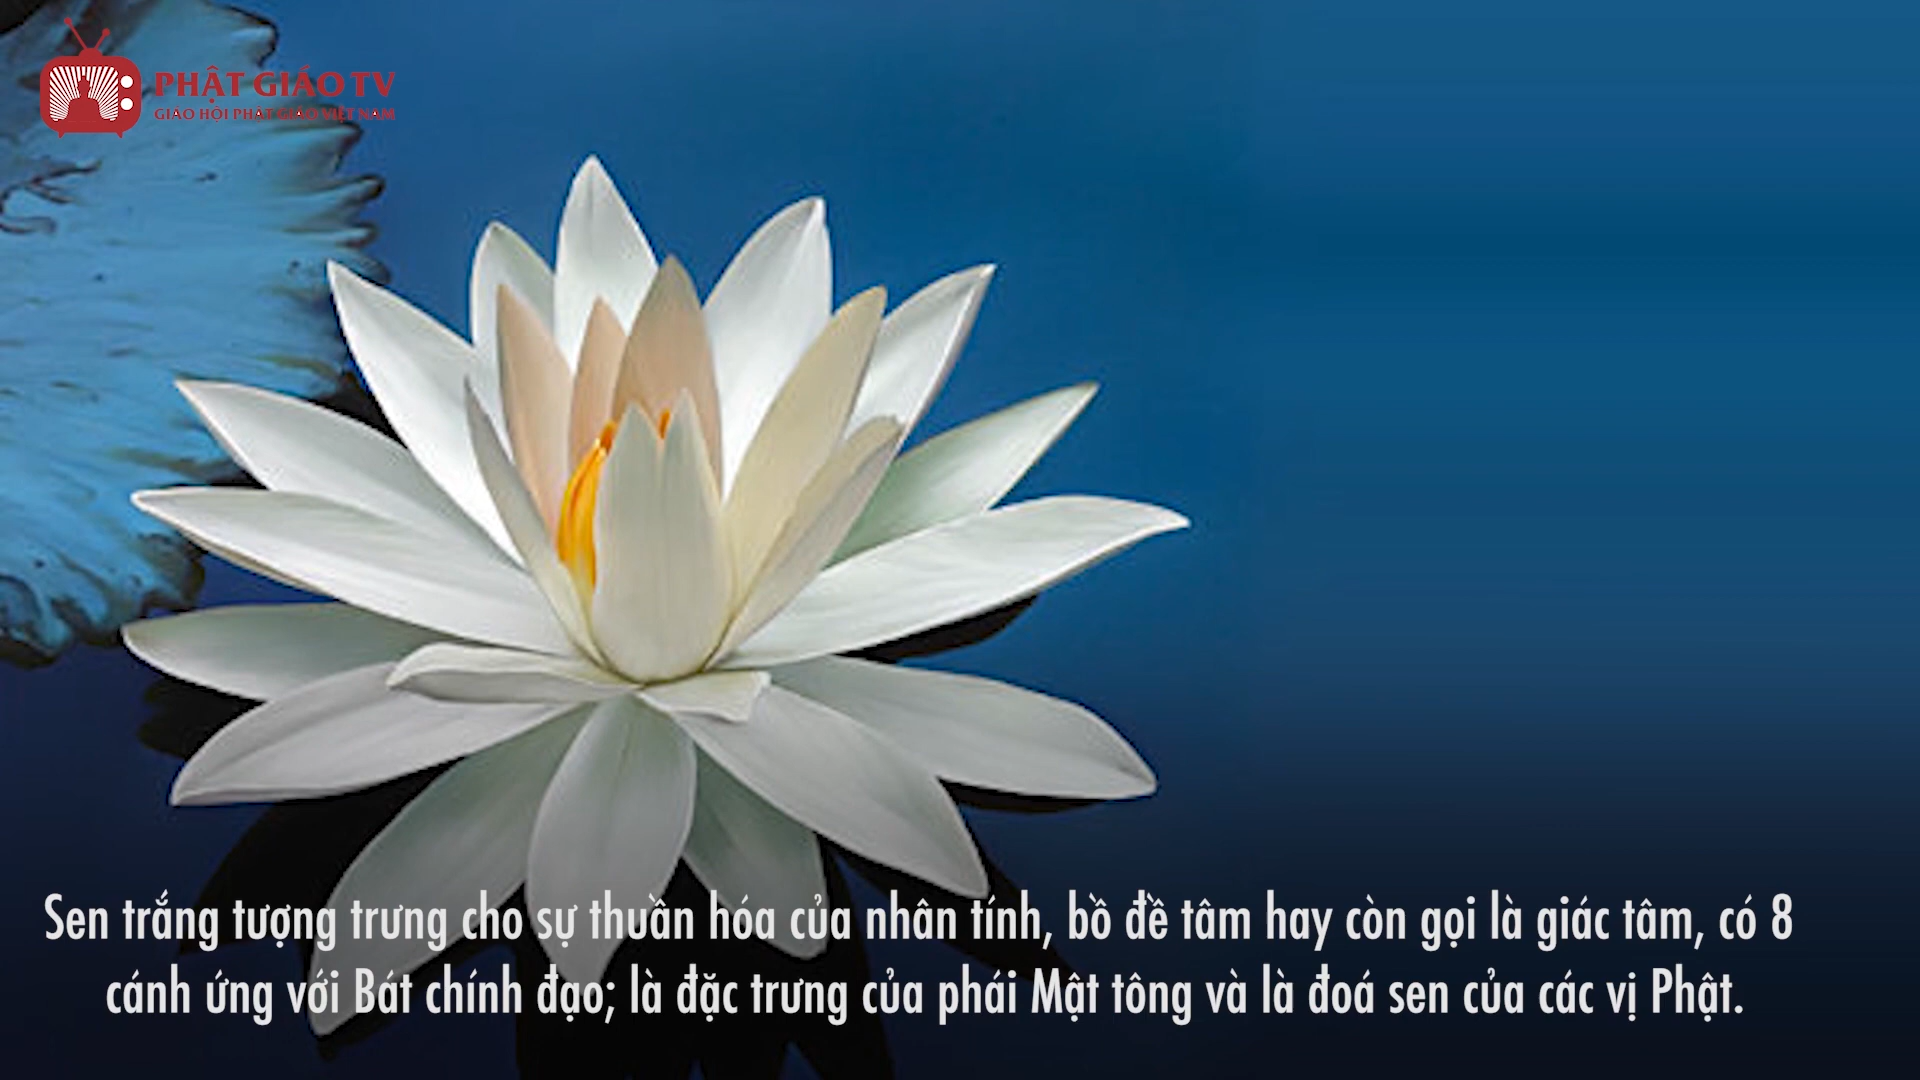 PHẬT GIÁO TV
GIÁO HỘI PHẬT GIÁO VIỆT NAM
Sen trắng tượng trưng cho sự thuần hóa của nhân tính, bồ đề tâm hay còn gọi là giác tâm, có 8
cánh ứng với Bát chính đạo; là đặc trưng của phái Mật tông và là đoá sen của các vị Phật.